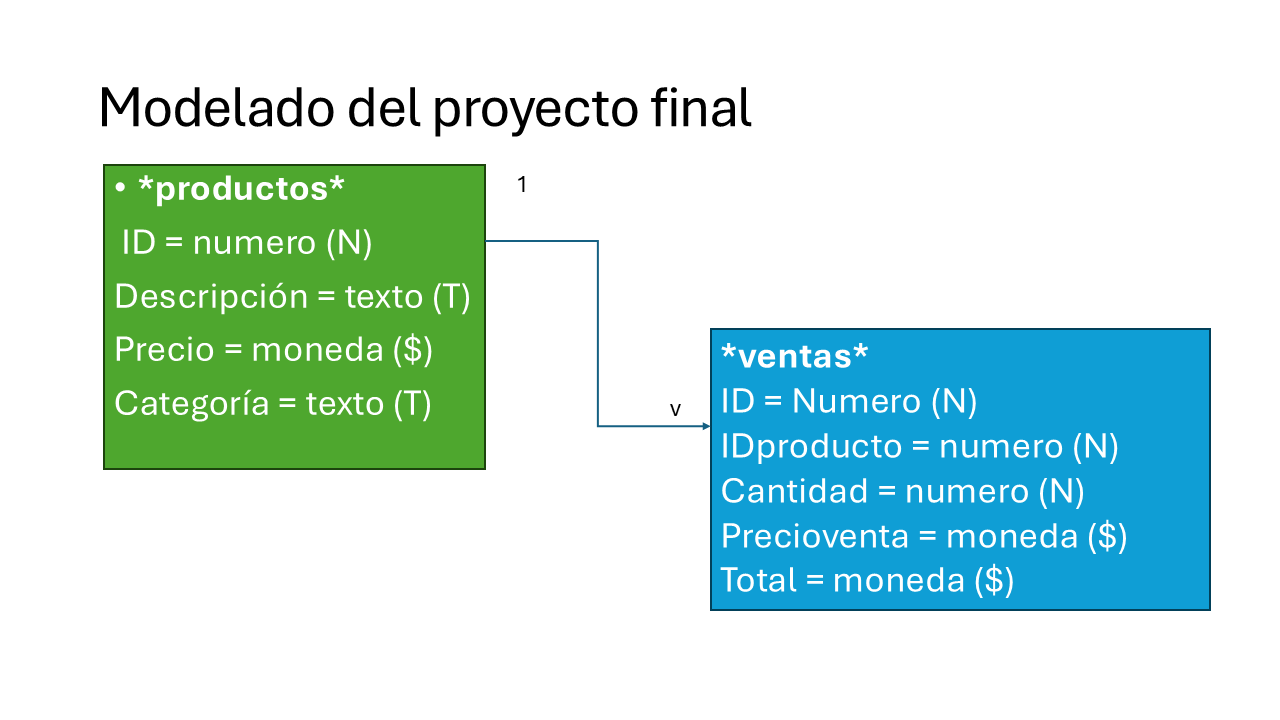 Modelado del proyecto final
• *productos*
1
ID = numero (N)
Descripción = texto (T)
Precio = moneda ($)
Categoría = texto (T)
*ventas*
v
ID = Numero (N)
IDproducto = numero (N)
Cantidad = numero (N)
Precioventa = moneda ($)
Total = moneda ($)